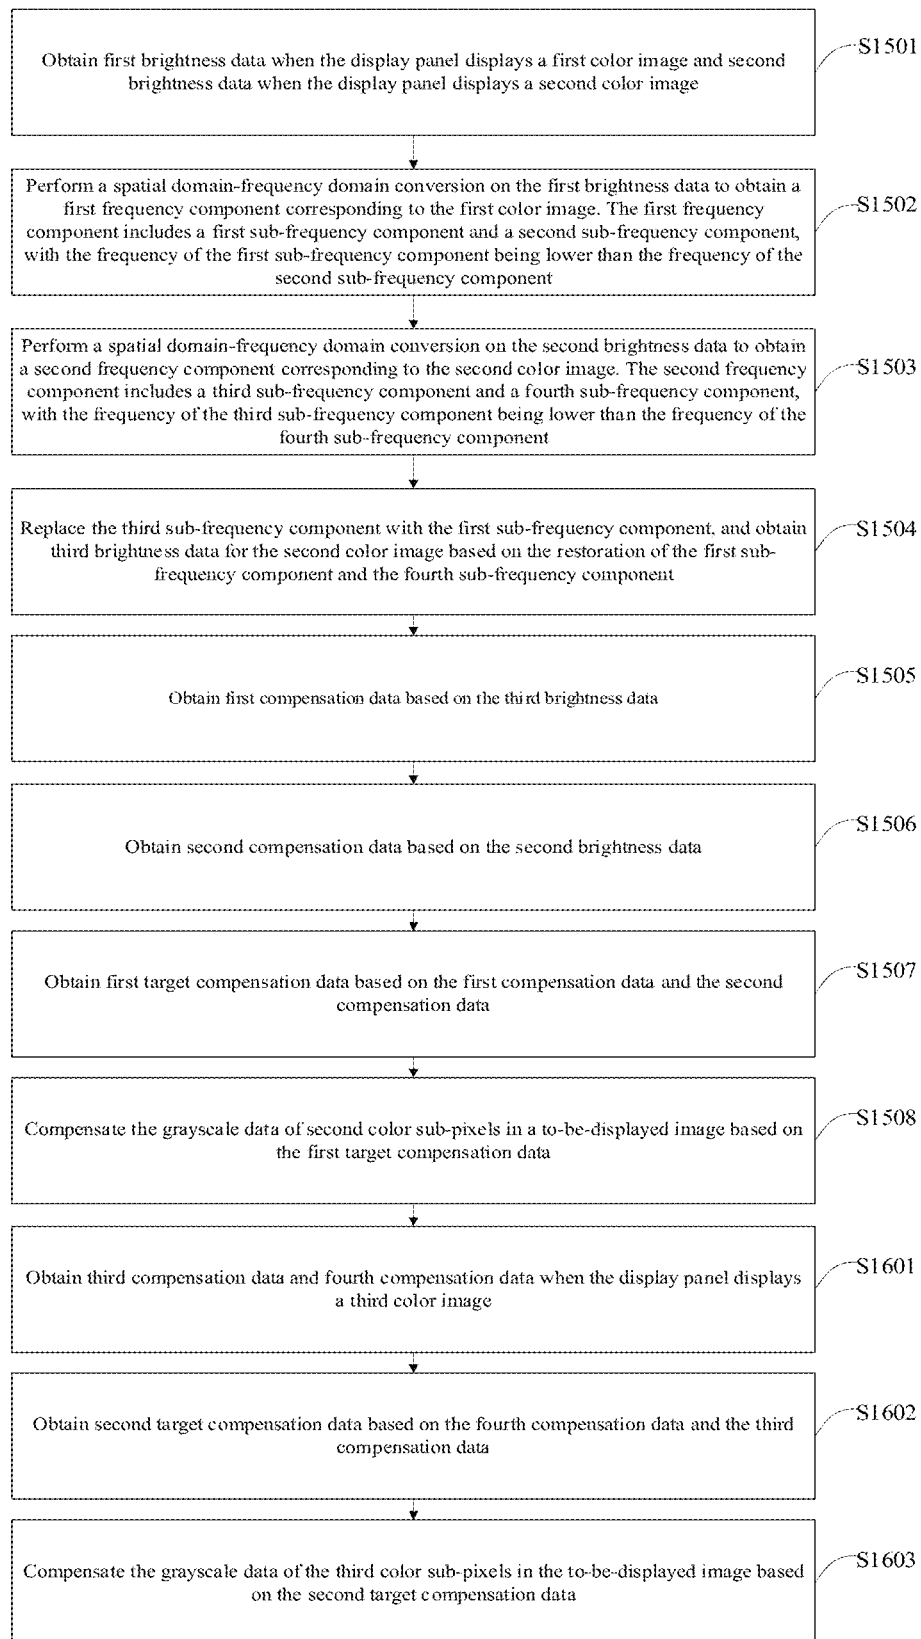 Obtain first brightness data when the display panel displays a first color image and second
brightness data when the display panel displays a second color image
S1501
Perform a spatial domain-frequency domain conversion on the first brightness data to obtain a
first frequency component corresponding to the first color image. The first frequency
component includes a first sub-frequency component and a second sub-frequency component,
with the frequency of the first sub-frequency component being lower than the frequency of the
second sub-frequency component
S1502
Perform a spatial domain-frequency domain conversion on the second brightness data to obtain
a second frequency component corresponding to the second color image. The second frequency
component includes a third sub-frequency component and a fourth sub-frequency component,
with the frequency of the third sub-frequency component being lower than the frequency of the
fourth sub-frequency component
S1503
Replace the third sub-frequency component with the first sub-frequency component, and obtain
third brightness data for the second color image based on the restoration of the first sub-
frequency component and the fourth sub-frequency component
S1504
Obtain first compensation data based on the third brightness data
S1505
Obtain second compensation data based on the second brightness data
S1506
Obtain first target compensation data based on the first compensation data and the second
compensation data
S1507
Compensate the grayscale data of second color sub-pixels in a to-be-displayed image based on
the first target compensation data
S1508
Obtain third compensation data and fourth compensation data when the display panel displays
a third color image
S1601
Obtain second target compensation data based on the fourth compensation data and the third
compensation data
S1602
Compensate the grayscale data of the third color sub-pixels in the to-be-displayed image based
on the second target compensation data
S1603